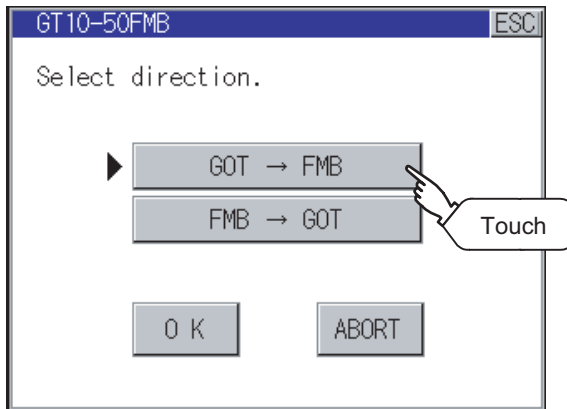 GT10-50FMB ESC
Select direction.
GOT → FMB
FMB → GOT
Touch
O K ABORT